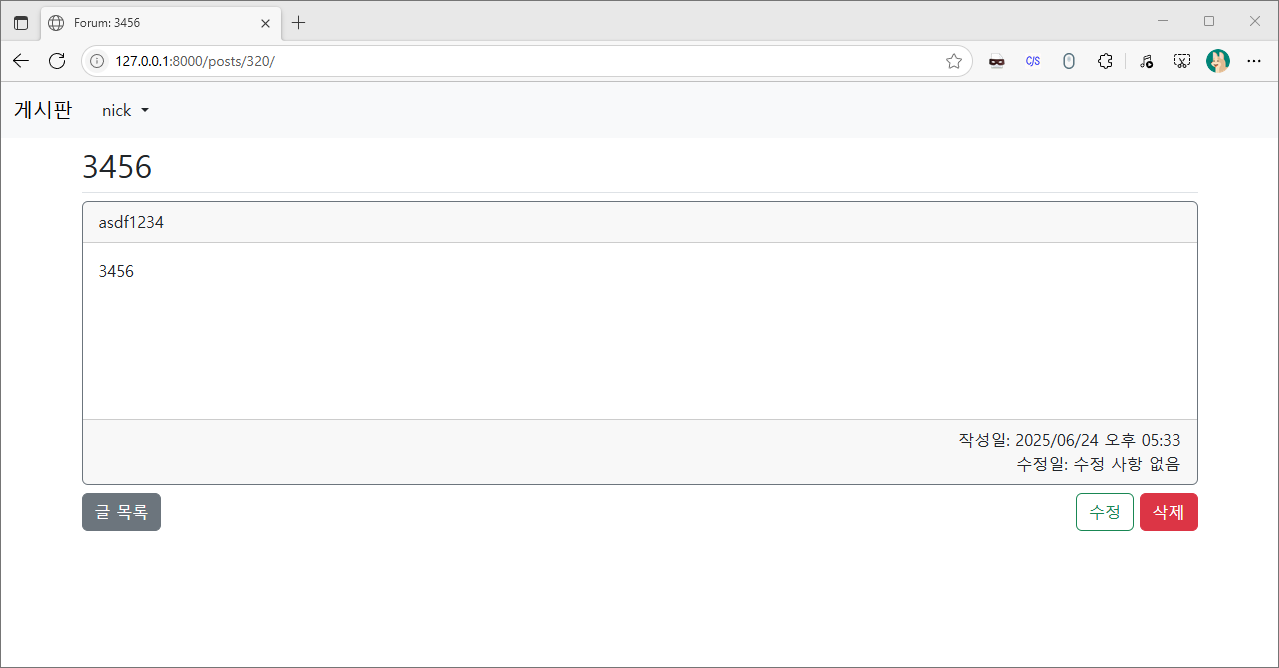 Forum: 3456
127.0.0.1:8000/posts/320/
C/S
게시판 nick
3456
asdf1234
3456
작성일: 2025/06/24 오후 05:33
수정일: 수정 사항 없음
글 목록 수정 삭제